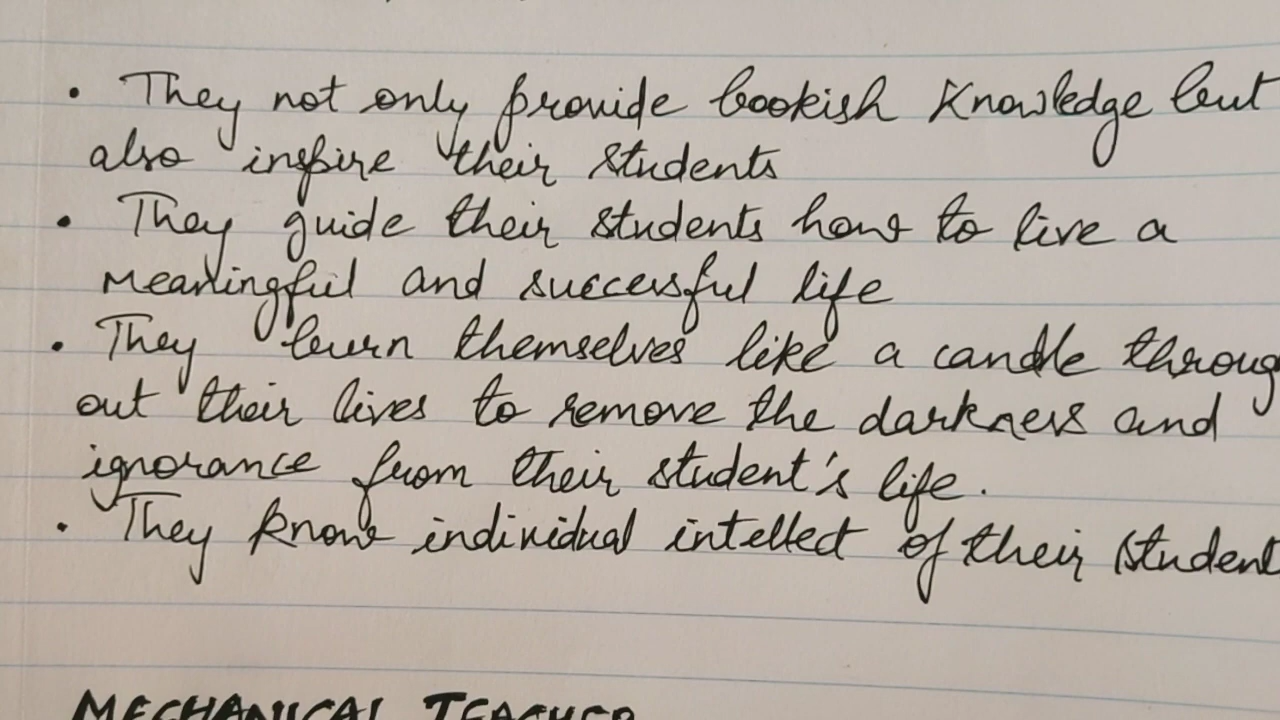 • They not only provide bookish Knowledge but
also inspire their students
• They guide their students how to live a
Meaningful and successful life
• They burn themselves like a candle throug
out their lives to remove the darkness and
ignorance from their student's life.
• They know individual intellect of their student
MECHANICAL TEACHER